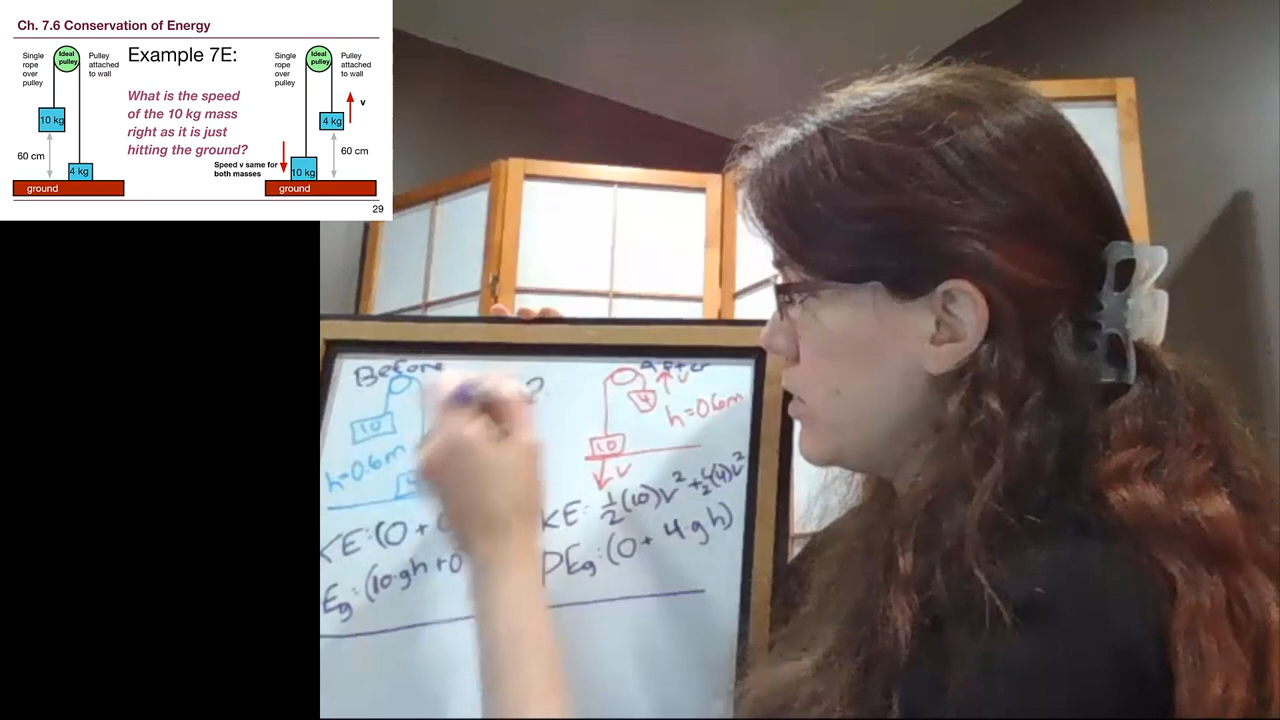 Ch. 7.6 Conservation of Energy
Example 7E:
Single
rope
over
pulley
Ideal
pulley
Pulley
attached
to wall
10 kg
60 cm
4 kg
ground
What is the speed
of the 10 kg mass
right as it is just
hitting the ground?
Single
rope
over
pulley
Ideal
pulley
Pulley
attached
to wall
v
4 kg
60 cm
Speed v same for
both masses
10 kg
ground
29
Before
10
h=0.6m
KE:(0 +
Eg:(10·gh+0
?
After
v
4
h=0.6m
10
v
KE: ½(10)v²+½(4)v²
PEg:(0+ 4·gh)